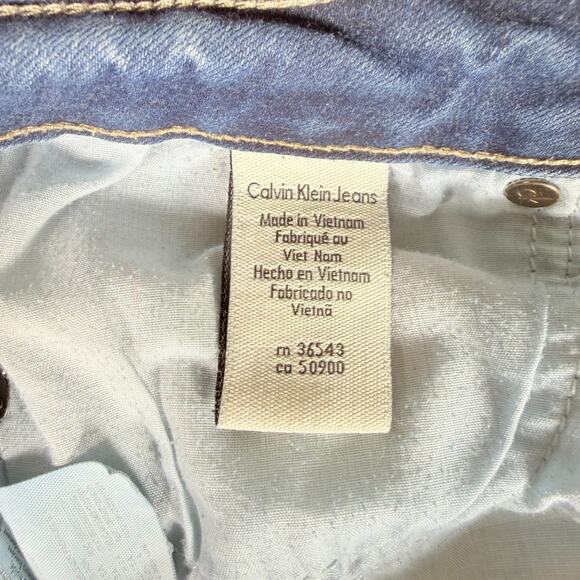 Calvin Klein Jeans
Made in Vietnam
Fabriqué au
Viet Nam
Hecho en Vietnam
Fabricado no
Vietnã
rn 36543
ca 50900